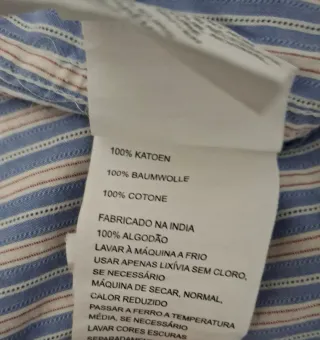 100% KATOEN
100% BAUMWOLLE
100% COTONE
FABRICADO NA INDIA
100% ALGODÃO
LAVAR À MÁQUINA A FRIO
USAR APENAS LIXÍVIA SEM CLORO,
SE NECESSÁRIO
MÁQUINA DE SECAR, NORMAL,
CALOR REDUZIDO
PASSAR A FERRO A TEMPERATURA
MÉDIA, SE NECESSÁRIO
LAVAR CORES ESCURAS
SEPARADAMENTE